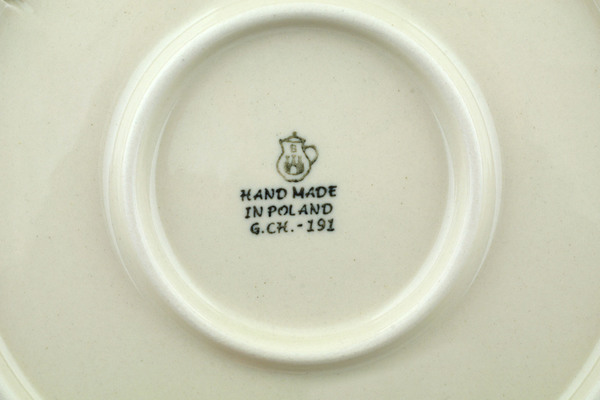 B
HAND MADE
IN POLAND
G.CH.-191